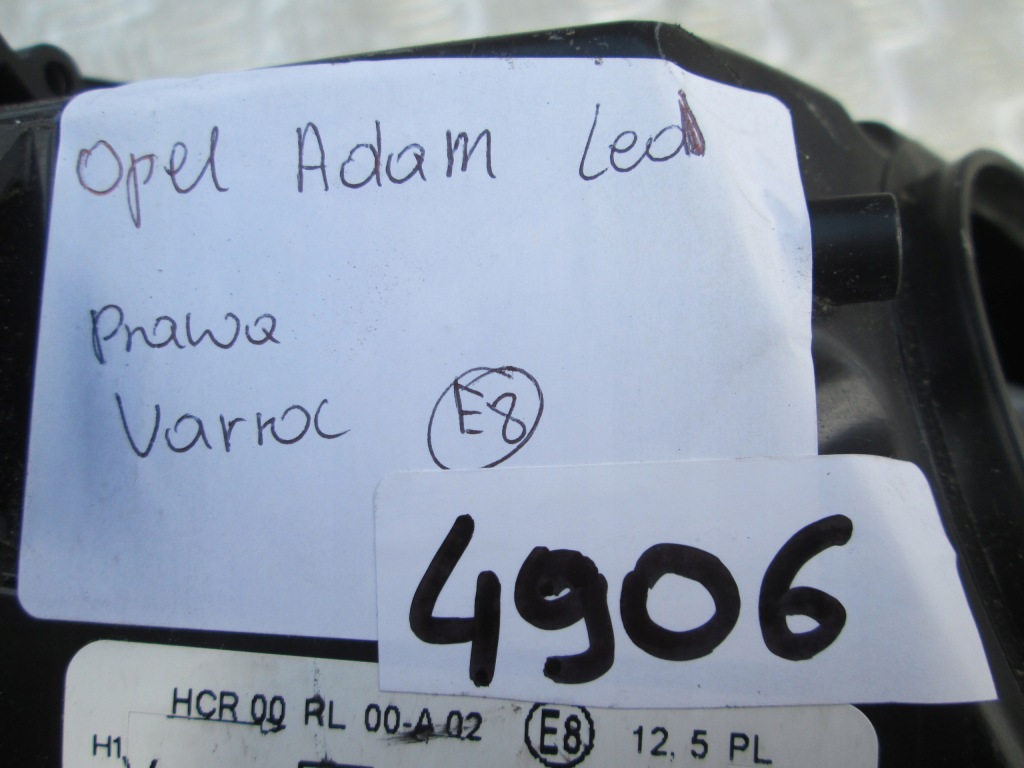 Opel Adam Led
Prawa
Varroc E8
4906
HCR 00 RL 00-A 02 E8 12, 5 PL
H1